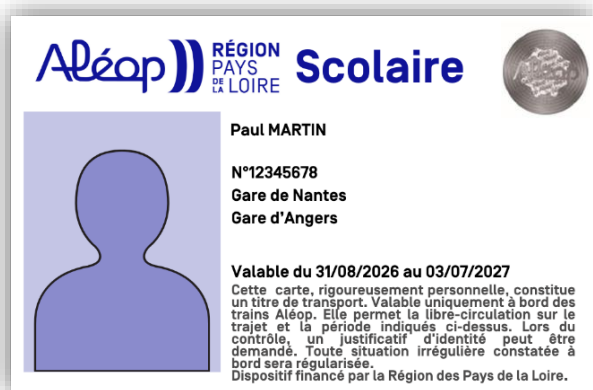 Aléop RÉGION PAYS DE LA LOIRE Scolaire
Aléop
Paul MARTIN
N°12345678
Gare de Nantes
Gare d'Angers
Valable du 31/08/2026 au 03/07/2027
Cette carte, rigoureusement personnelle, constitue
un titre de transport. Valable uniquement à bord des
trains Aléop. Elle permet la libre-circulation sur le
trajet et la période indiqués ci-dessus. Lors du
contrôle, un justificatif d'identité peut être
demandé. Toute situation irrégulière constatée à
bord sera régularisée.
Dispositif financé par la Région des Pays de la Loire.